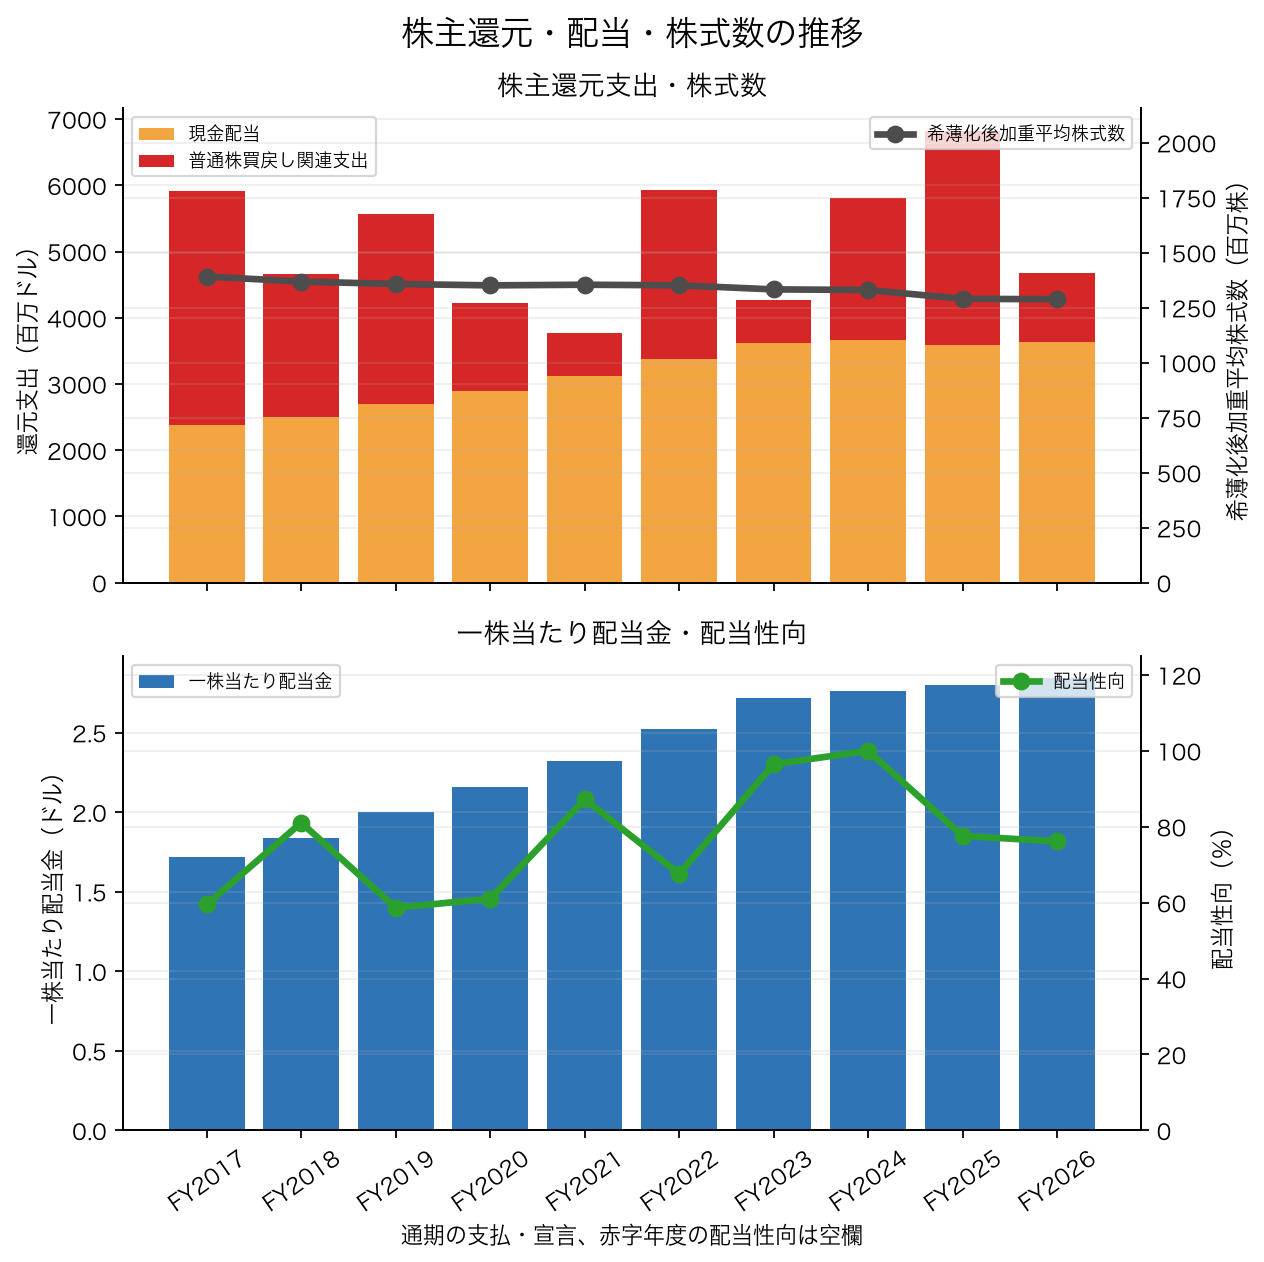 株主還元・配当・株式数の推移
株主還元支出・株式数
現金配当
普通株買戻し関連支出
希薄化後加重平均株式数
7000
6000
5000
4000
3000
2000
1000
0
還元支出（百万ドル）
2000
1750
1500
1250
1000
750
500
250
0
希薄化後加重平均株式数（百万株）
一株当たり配当金・配当性向
一株当たり配当金
配当性向
2.5
2.0
1.5
1.0
0.5
0.0
一株当たり配当金（ドル）
120
100
80
60
40
20
0
配当性向（%）
FY2017 FY2018 FY2019 FY2020 FY2021 FY2022 FY2023 FY2024 FY2025 FY2026
通期の支払・宣言、赤字年度の配当性向は空欄